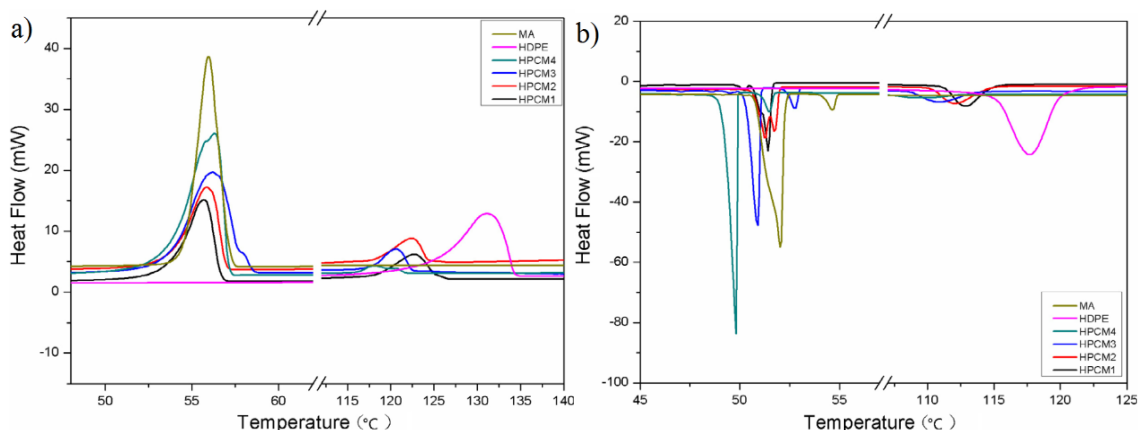 a)
Heat Flow (mW)
40
30
20
10
0
-10
MA
HDPE
HPCM4
HPCM3
HPCM2
HPCM1
50 55 60 115 120 125 130 135 140
Temperature (℃)
b)
Heat Flow (mW)
20
0
-20
-40
-60
-80
-100
MA
HDPE
HPCM4
HPCM3
HPCM2
HPCM1
45 50 55 110 115 120 125
Temperature (℃)